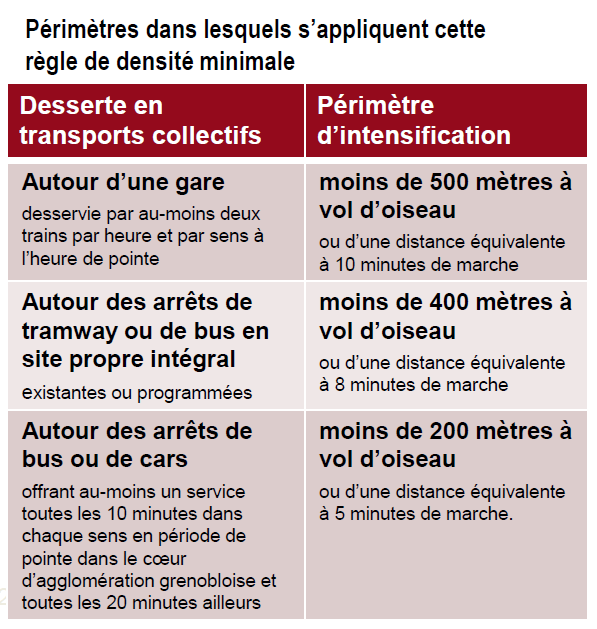 Périmètres dans lesquels s’appliquent cette
règle de densité minimale
Desserte en
transports collectifs
Périmètre
d’intensification
Autour d’une gare
desservie par au-moins deux
trains par heure et par sens à
l’heure de pointe
moins de 500 mètres à
vol d’oiseau
ou d’une distance équivalente
à 10 minutes de marche
Autour des arrêts de
tramway ou de bus en
site propre intégral
existantes ou programmées
moins de 400 mètres à
vol d’oiseau
ou d’une distance équivalente
à 8 minutes de marche
Autour des arrêts de
bus ou de cars
offrant au-moins un service
toutes les 10 minutes dans
chaque sens en période de
pointe dans le cœur
d’agglomération grenobloise et
toutes les 20 minutes ailleurs
moins de 200 mètres à
vol d’oiseau
ou d’une distance équivalente
à 5 minutes de marche.